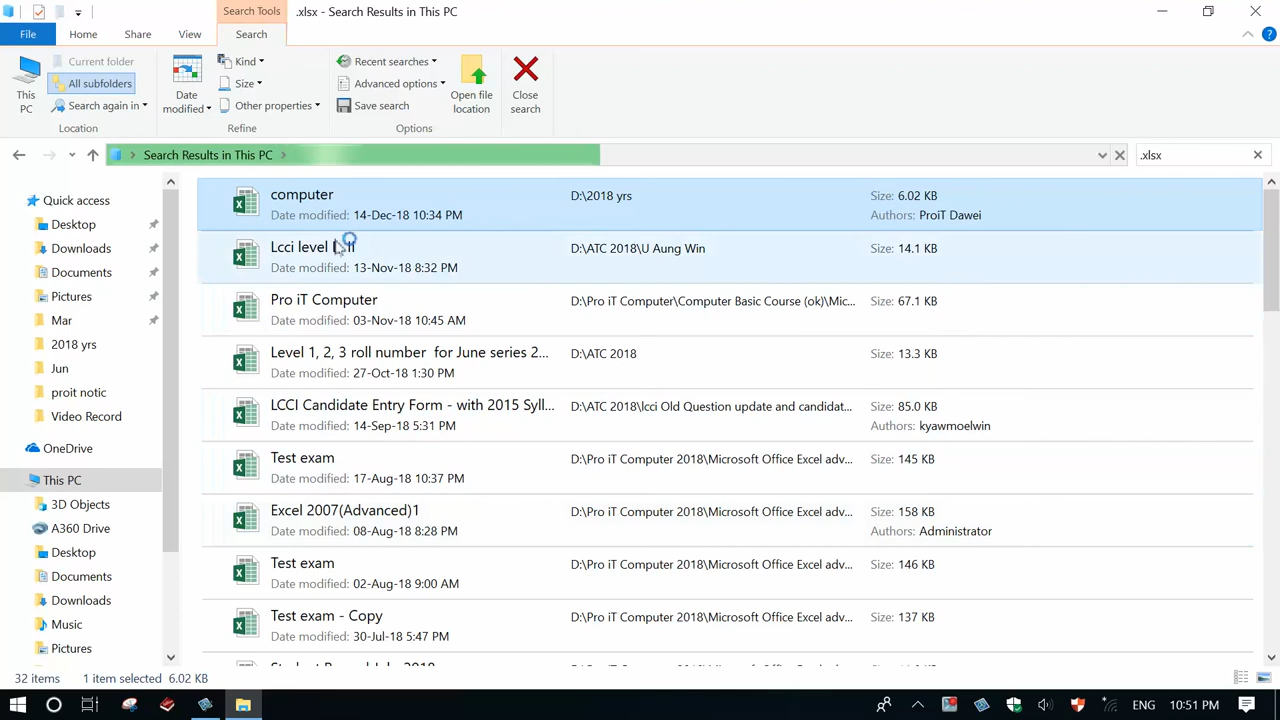 Search Tools
.xlsx - Search Results in This PC
File
Home
Share
View
Search
This PC
Current folder
All subfolders
Search again in
Location
Date modified
Kind
Size
Other properties
Refine
Recent searches
Advanced options
Save search
Options
Open file location
Close search
Search Results in This PC
.xlsx
Quick access
Desktop
Downloads
Documents
Pictures
Mar
2018 yrs
Jun
proit notic
Video Record
OneDrive
This PC
3D Objects
A360 Drive
Desktop
Documents
Downloads
Music
Pictures
computer D:\2018 yrs Size: 6.02 KB
Date modified: 14-Dec-18 10:34 PM Authors: ProiT Dawei
Lcci level D:\ATC 2018\U Aung Win Size: 14.1 KB
Date modified: 13-Nov-18 8:32 PM
Pro iT Computer D:\Pro iT Computer\Computer Basic Course (ok)\Mic... Size: 67.1 KB
Date modified: 03-Nov-18 10:45 AM
Level 1, 2, 3 roll number for June series 2... D:\ATC 2018 Size: 13.3 KB
Date modified: 27-Oct-18 1:30 PM
LCCI Candidate Entry Form - with 2015 Syll... D:\ATC 2018\lcci Old Question update and candidat... Size: 85.0 KB
Date modified: 14-Sep-18 5:31 PM Authors: kyawmoelwin
Test exam D:\Pro iT Computer 2018\Microsoft Office Excel adv... Size: 145 KB
Date modified: 17-Aug-18 10:37 PM
Excel 2007(Advanced)1 D:\Pro iT Computer 2018\Microsoft Office Excel adv... Size: 158 KB
Date modified: 08-Aug-18 8:28 PM Authors: Administrator
Test exam D:\Pro iT Computer 2018\Microsoft Office Excel adv... Size: 146 KB
Date modified: 02-Aug-18 9:00 AM
Test exam - Copy D:\Pro iT Computer 2018\Microsoft Office Excel adv... Size: 137 KB
Date modified: 30-Jul-18 5:47 PM
32 items 1 item selected 6.02 KB
10:51 PM